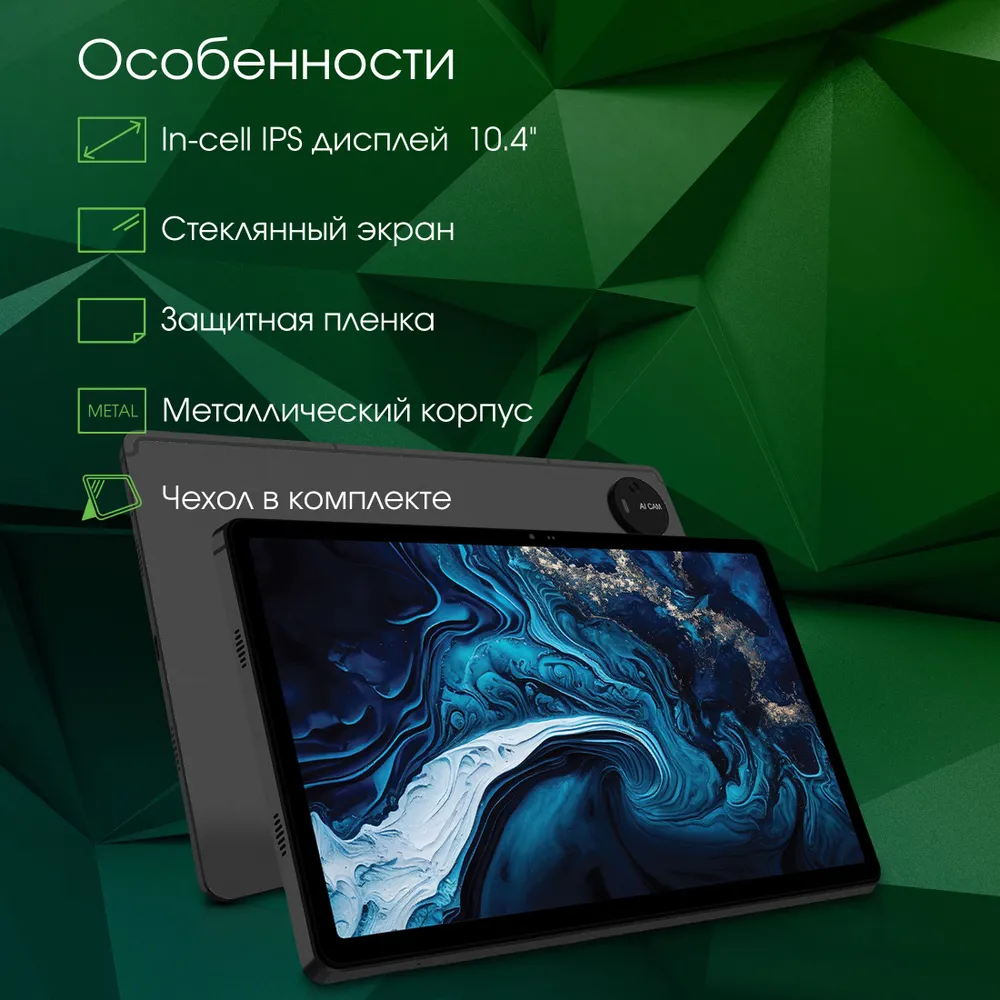 Особенности
In-cell IPS дисплей 10.4"
Стеклянный экран
Защитная пленка
METAL Металлический корпус
Чехол в комплекте
AI CAM